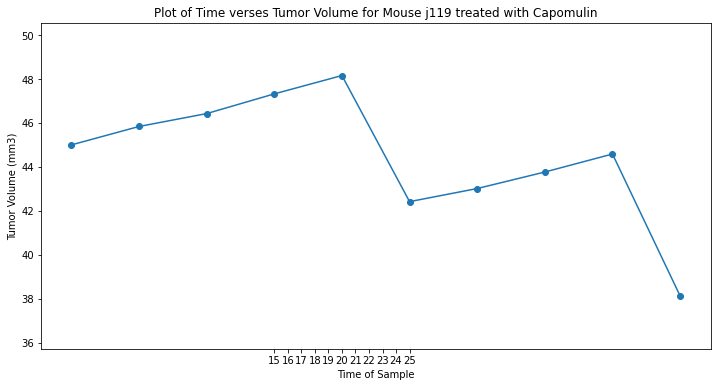 Plot of Time verses Tumor Volume for Mouse j119 treated with Capomulin
50
48
46
44
42
40
38
36
Tumor Volume (mm3)
15 16 17 18 19 20 21 22 23 24 25
Time of Sample